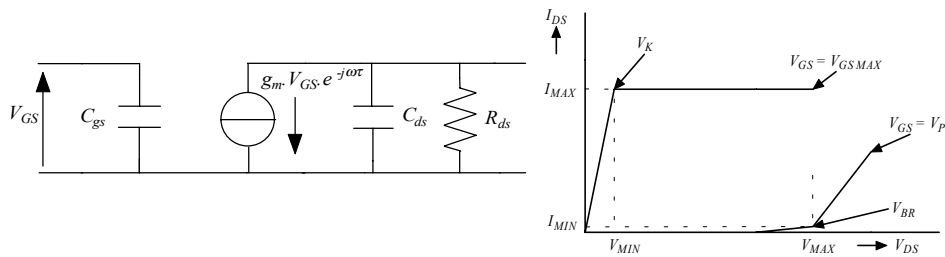 V_GS
C_gs
g_m.V_GS.e^-jωτ
C_ds
R_ds
I_DS
V_K
V_GS = V_GSMAX
I_MAX
V_GS = V_P
V_BR
I_MIN
V_MIN
V_MAX
V_DS